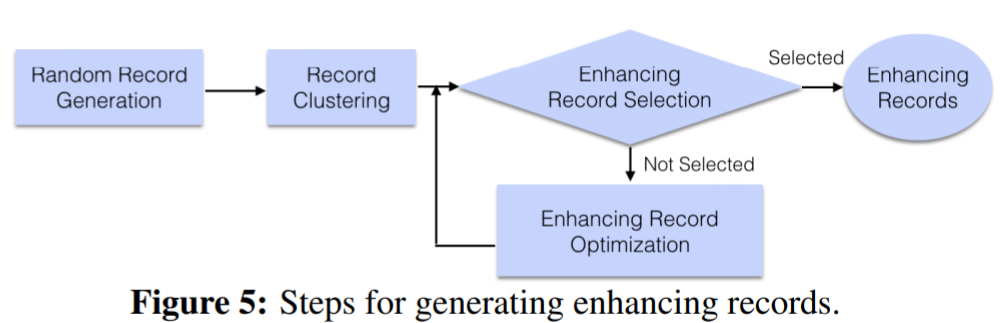 Random Record
Generation
Record
Clustering
Enhancing
Record Selection
Selected
Enhancing
Records
Not Selected
Enhancing Record
Optimization
Figure 5: Steps for generating enhancing records.